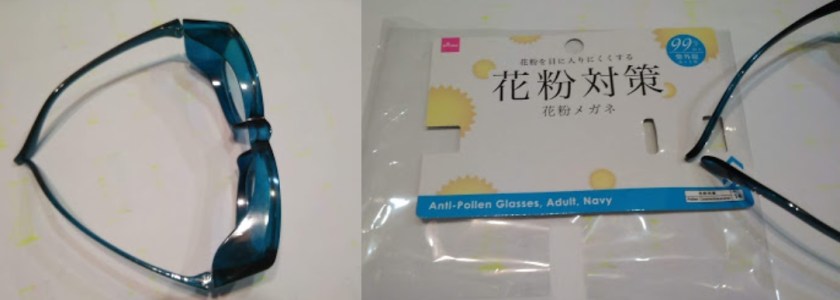 花粉を目に入りにくくする
花粉対策
花粉メガネ
99%
Anti-Pollen Glasses, Adult, Navy